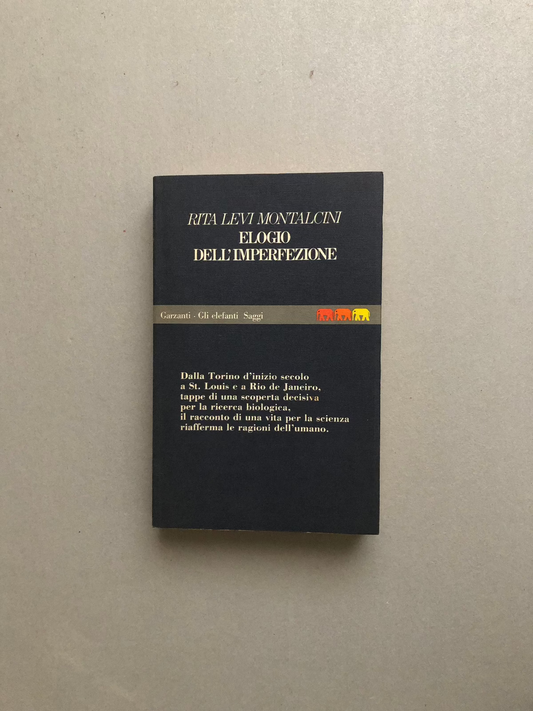 RITA LEVI MONTALCINI
ELOGIO
DELL'IMPERFEZIONE
Garzanti - Gli elefanti Saggi
Dalla Torino d'inizio secolo
a St. Louis e a Rio de Janeiro,
tappe di una scoperta decisiva
per la ricerca biologica,
il racconto di una vita per la scienza
riafferma le ragioni dell'umano.